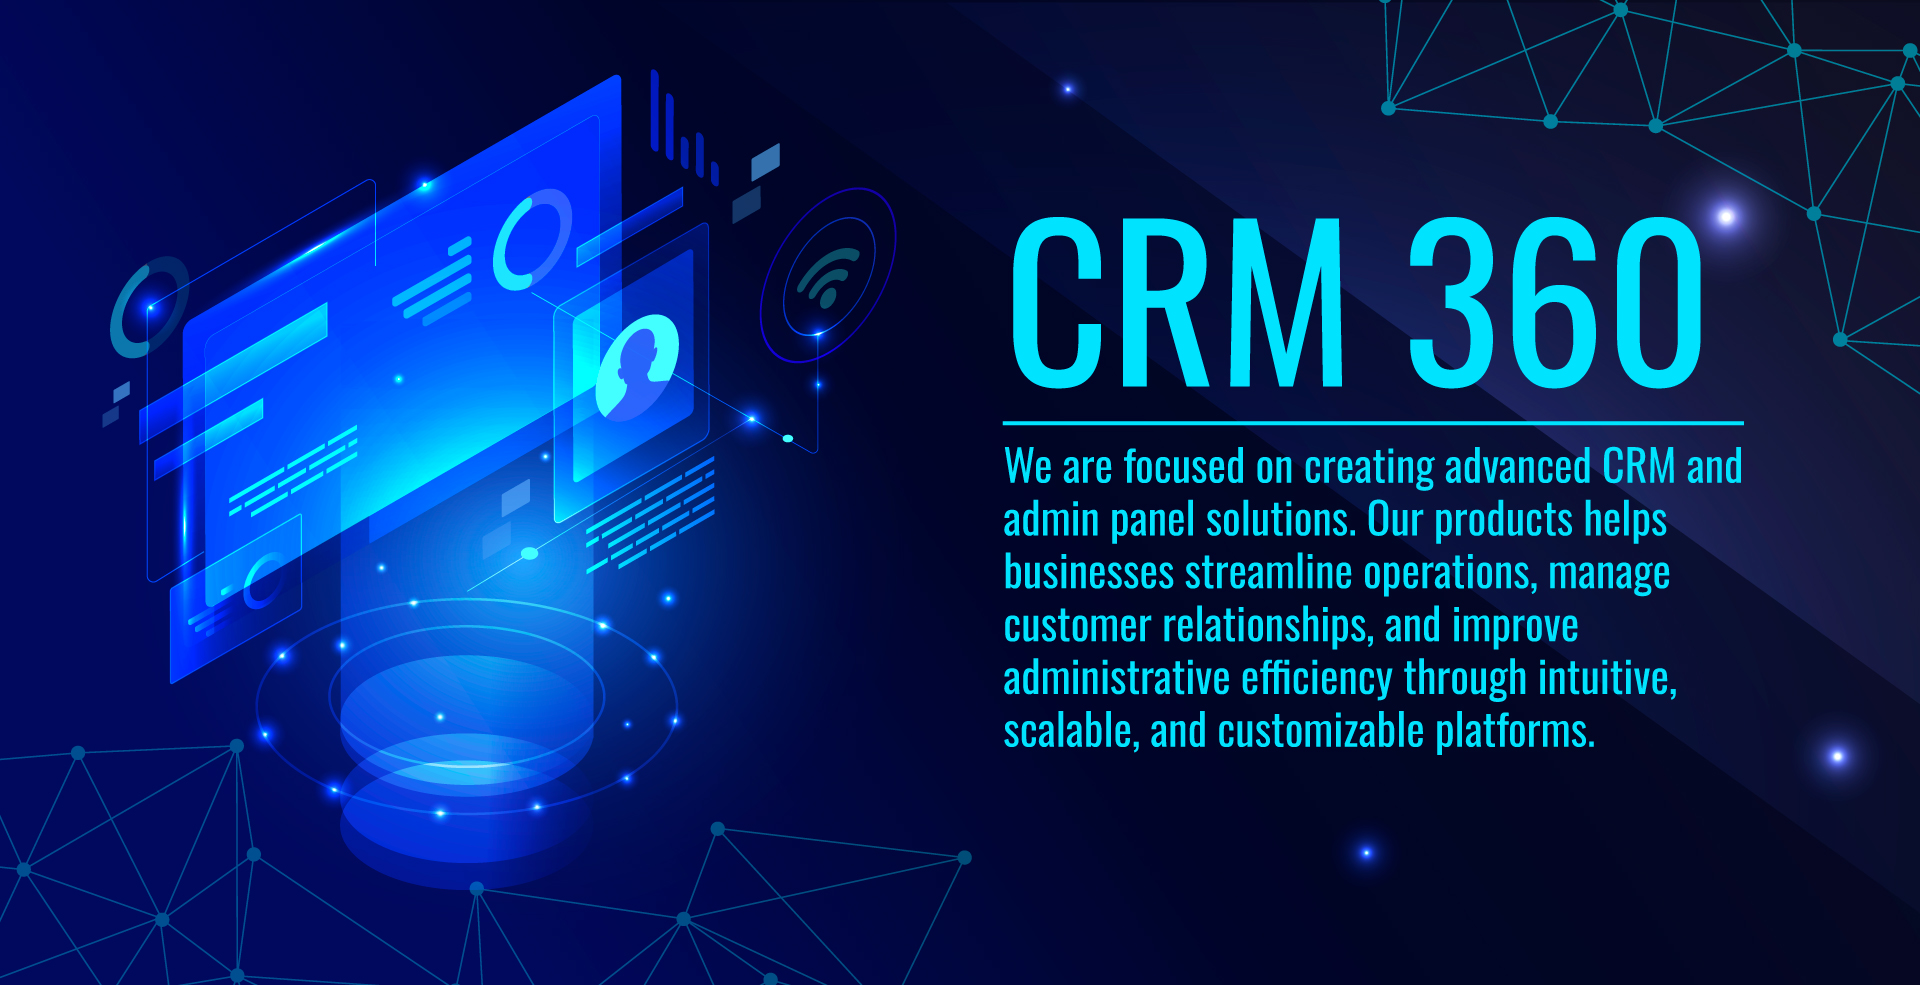 CRM 360
We are focused on creating advanced CRM and
admin panel solutions. Our products helps
businesses streamline operations, manage
customer relationships, and improve
administrative efficiency through intuitive,
scalable, and customizable platforms.